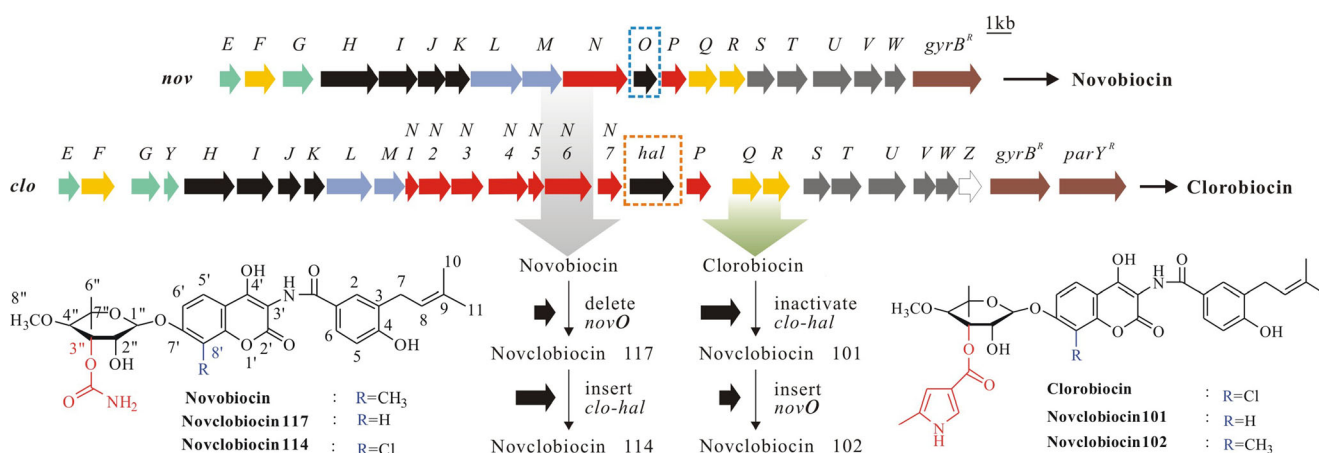 E F G H I J K L M N O P Q R S T U V W gyrB^R 1kb
nov Novobiocin
N N N N N N N
E F G Y H I J K L M 1 2 3 4 5 6 7 hal P Q R S T U V W Z gyrB^R parY^R
clo Clorobiocin
Novobiocin
delete
novO
Novclobiocin 117
insert
clo-hal
Novclobiocin 114
Clorobiocin
inactivate
clo-hal
Novclobiocin 101
insert
novO
Novclobiocin 102
8" H3CO 6" 7" 4" 3" 2" 1" OH O O O NH2 O
7' 6' 5' 4' 3' 2' 1' 8' R OH O O NH O
2 3 4 5 6 7 8 9 10 11 OH
Novobiocin : R=CH3
Novclobiocin117 : R=H
Novclobiocin114 : R=Cl
H3CO O O OH O O N H
R O O OH NH O OH
Clorobiocin : R=Cl
Novclobiocin101 : R=H
Novclobiocin102 : R=CH3